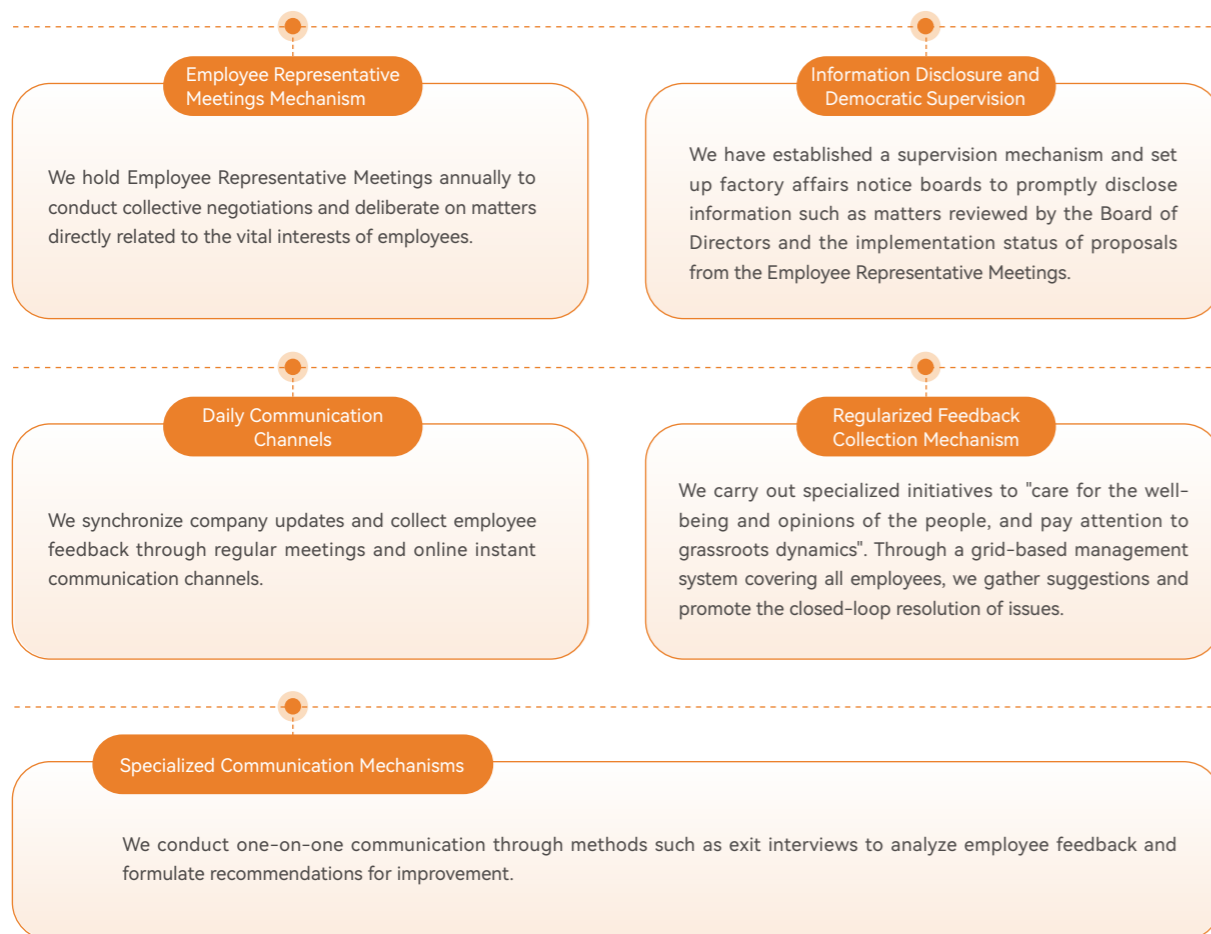 Employee Representative
Meetings Mechanism
We hold Employee Representative Meetings annually to
conduct collective negotiations and deliberate on matters
directly related to the vital interests of employees.
Information Disclosure and
Democratic Supervision
We have established a supervision mechanism and set
up factory affairs notice boards to promptly disclose
information such as matters reviewed by the Board of
Directors and the implementation status of proposals
from the Employee Representative Meetings.
Daily Communication
Channels
We synchronize company updates and collect employee
feedback through regular meetings and online instant
communication channels.
Regularized Feedback
Collection Mechanism
We carry out specialized initiatives to "care for the well-
being and opinions of the people, and pay attention to
grassroots dynamics". Through a grid-based management
system covering all employees, we gather suggestions and
promote the closed-loop resolution of issues.
Specialized Communication Mechanisms
We conduct one-on-one communication through methods such as exit interviews to analyze employee feedback and
formulate recommendations for improvement.